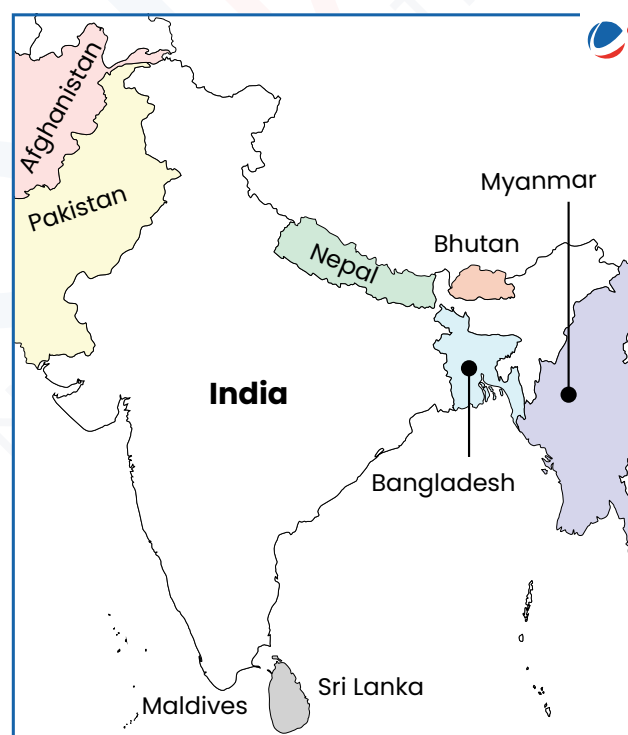 Afghanistan
Pakistan
Myanmar
Bhutan
Nepal
India
Bangladesh
Sri Lanka
Maldives